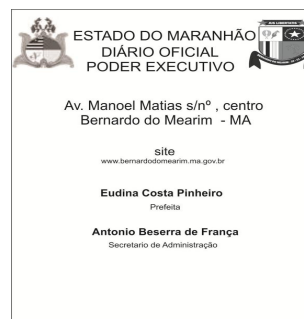 ESTADO DO MARANHÃO
DIÁRIO OFICIAL
PODER EXECUTIVO
Av. Manoel Matias s/nº , centro
Bernardo do Mearim - MA
site
www.bernardodomearim.ma.gov.br
Eudina Costa Pinheiro
Prefeita
Antonio Beserra de França
Secretario de Administração